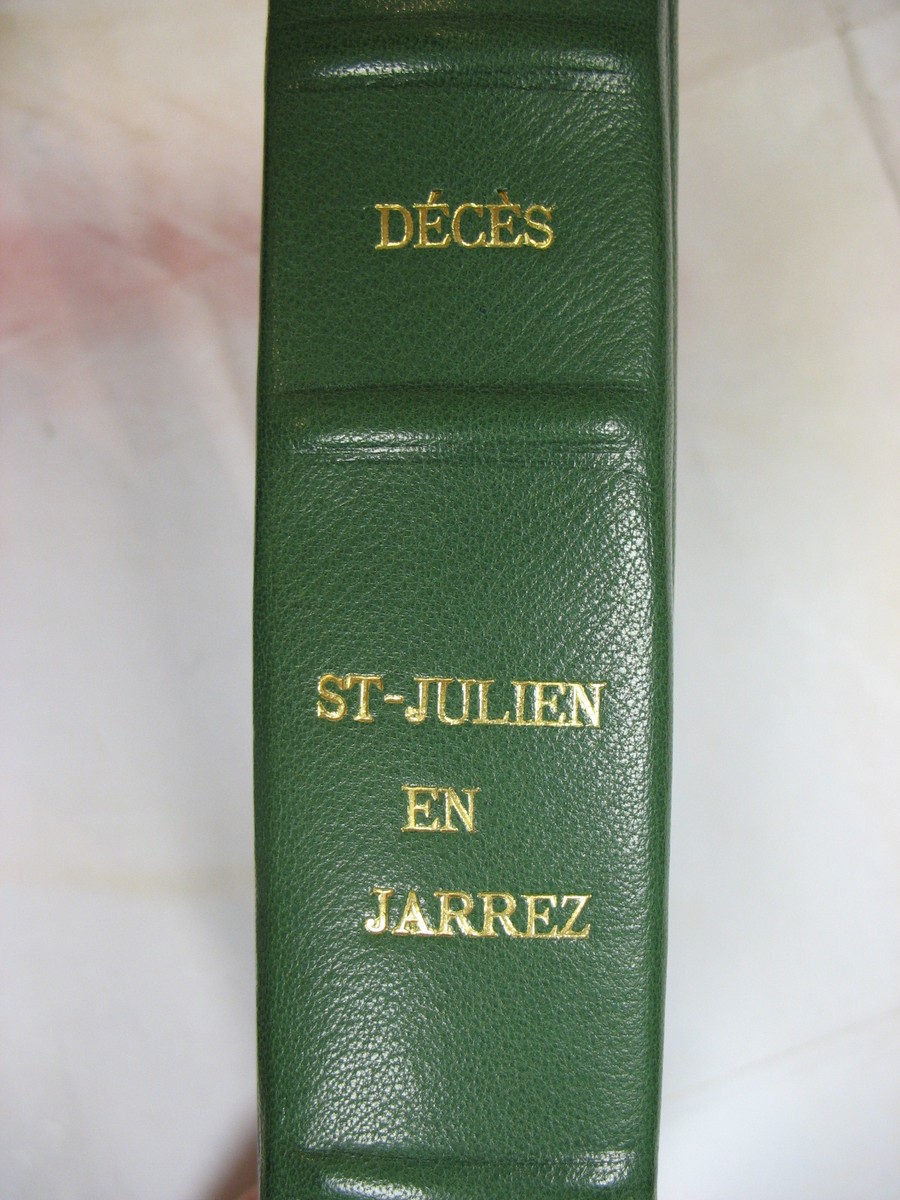 DÉCÈS
ST-JULIEN
EN
JARREZ